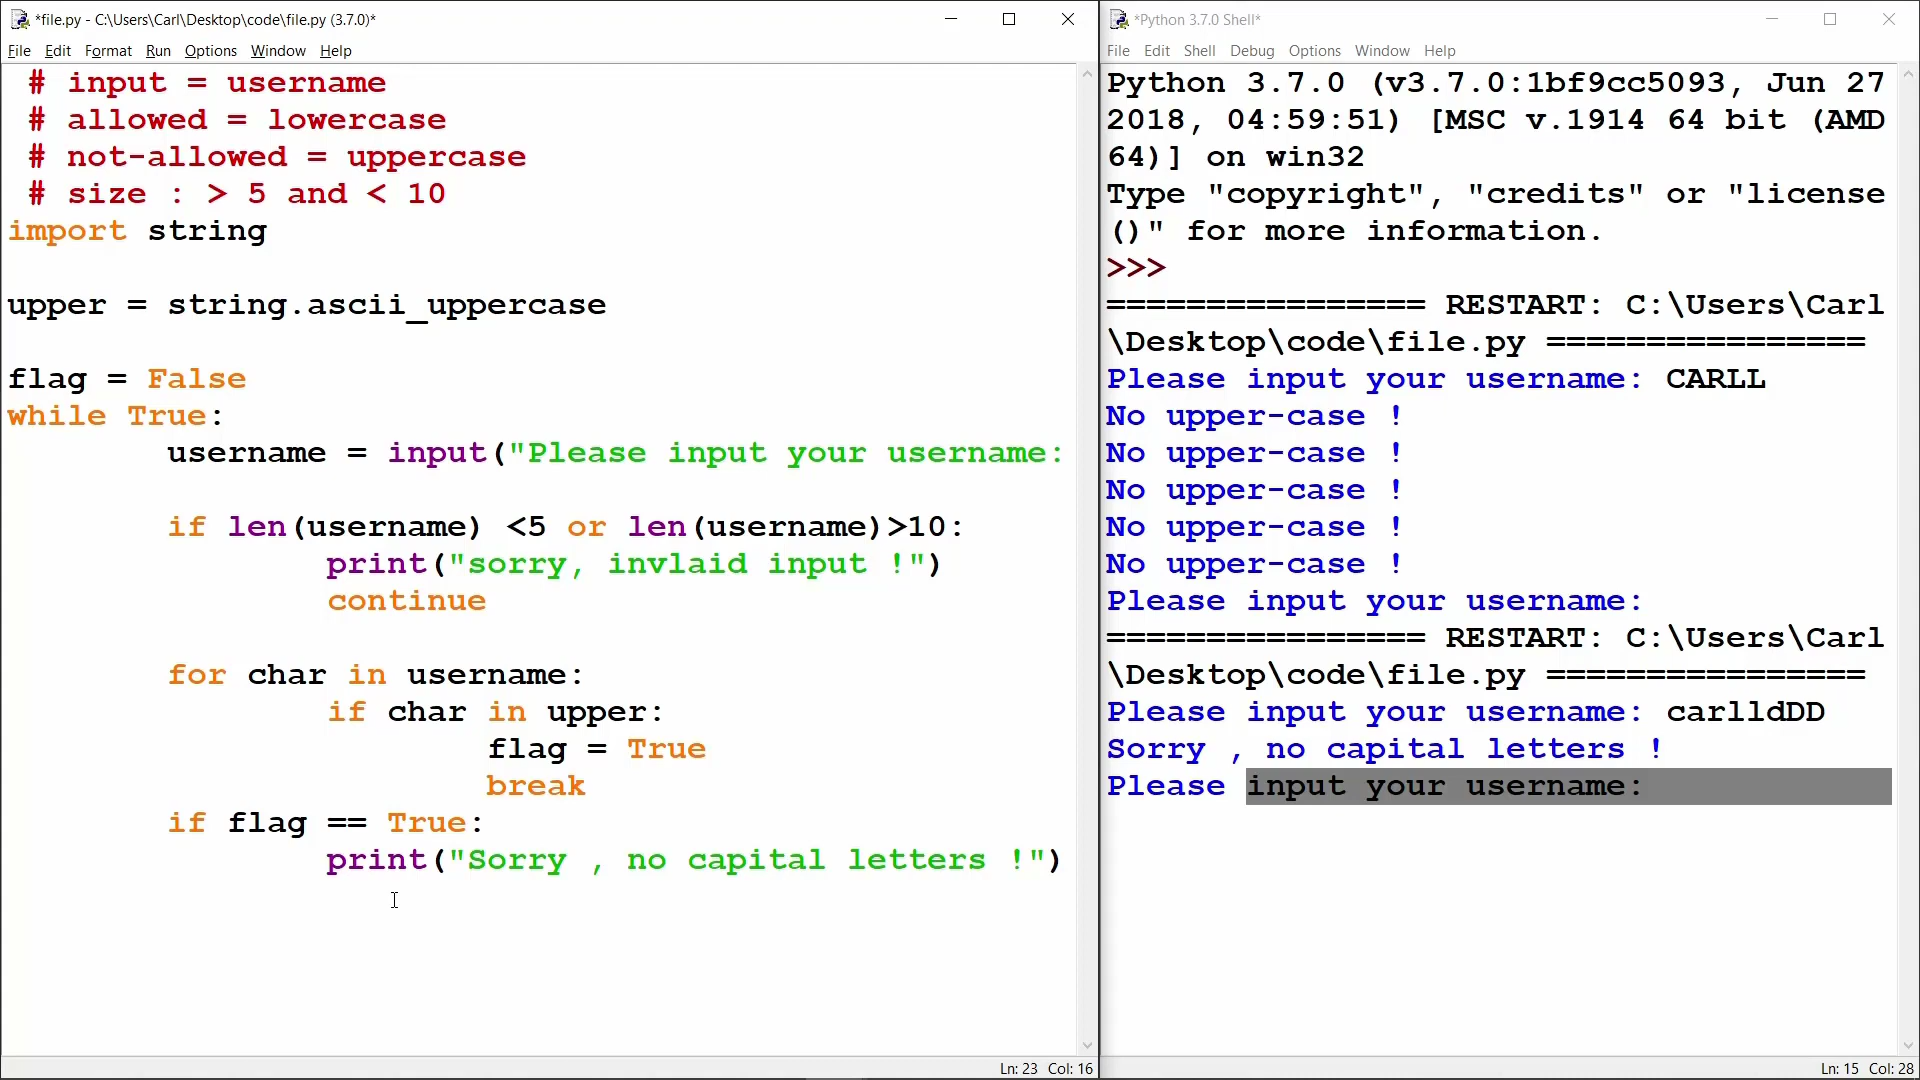 *file.py - C:\Users\Carl\Desktop\code\file.py (3.7.0)*
File Edit Format Run Options Window Help
# input = username
# allowed = lowercase
# not-allowed = uppercase
# size : > 5 and < 10
import string
upper = string.ascii_uppercase
flag = False
while True:
username = input("Please input your username:
if len(username) <5 or len(username)>10:
print("sorry, invlaid input !")
continue
for char in username:
if char in upper:
flag = True
break
if flag == True:
print("Sorry , no capital letters !")
Ln: 23 Col: 16
*Python 3.7.0 Shell*
File Edit Shell Debug Options Window Help
Python 3.7.0 (v3.7.0:1bf9cc5093, Jun 27
2018, 04:59:51) [MSC v.1914 64 bit (AMD
64)] on win32
Type "copyright", "credits" or "license
()" for more information.
>>>
================ RESTART: C:\Users\Carl
\Desktop\code\file.py ================
Please input your username: CARLL
No upper-case !
No upper-case !
No upper-case !
No upper-case !
No upper-case !
Please input your username:
================ RESTART: C:\Users\Carl
\Desktop\code\file.py ================
Please input your username: carlldDD
Sorry , no capital letters !
Please input your username:
Ln: 15 Col: 28